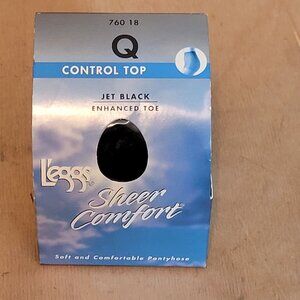 760 18
Q
CONTROL TOP
JET BLACK
ENHANCED TOE
L'eggs
Sheer
Comfort
Soft and Comfortable Pantyhose